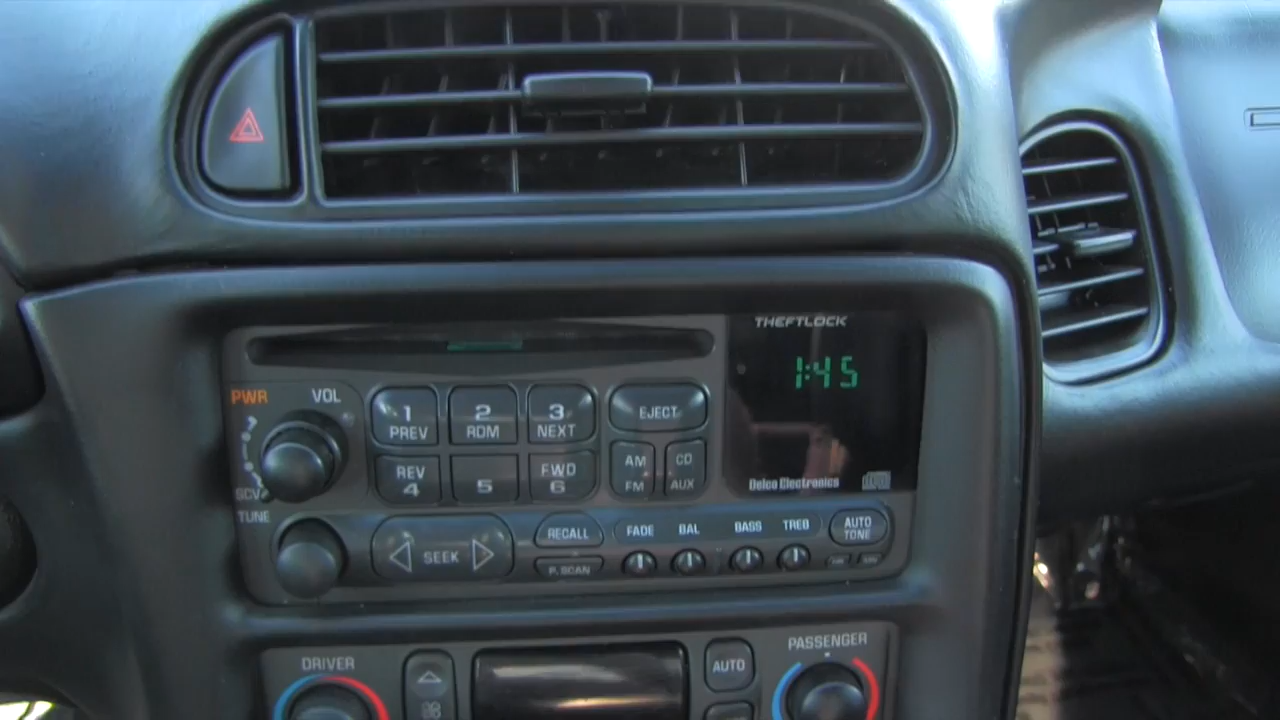 THEFTLOCK
1:45
PWR VOL
1 PREV
2 RDM
3 NEXT
EJECT
REV 4
5
FWD 6
AM FM
CD AUX
Delco Electronics
SCV
TUNE
SEEK
RECALL
P.SCAN
FADE BAL BASS TREB
AUTO TONE
DRIVER
AUTO
PASSENGER